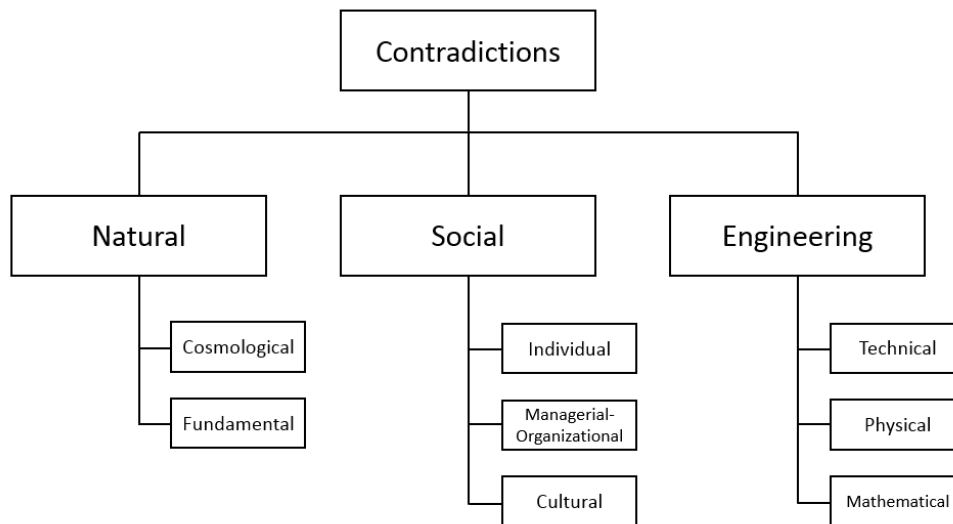 Contradictions
Natural
Social
Engineering
Cosmological
Fundamental
Individual
Managerial-
Organizational
Cultural
Technical
Physical
Mathematical